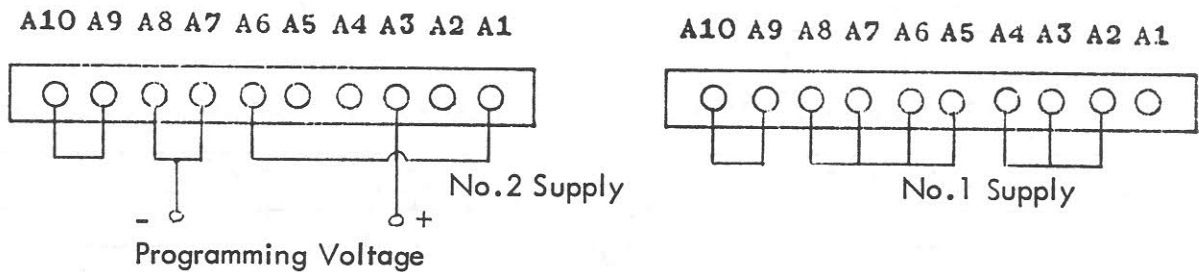 A10 A9 A8 A7 A6 A5 A4 A3 A2 A1
No.2 Supply
- +
Programming Voltage
A10 A9 A8 A7 A6 A5 A4 A3 A2 A1
No.1 Supply